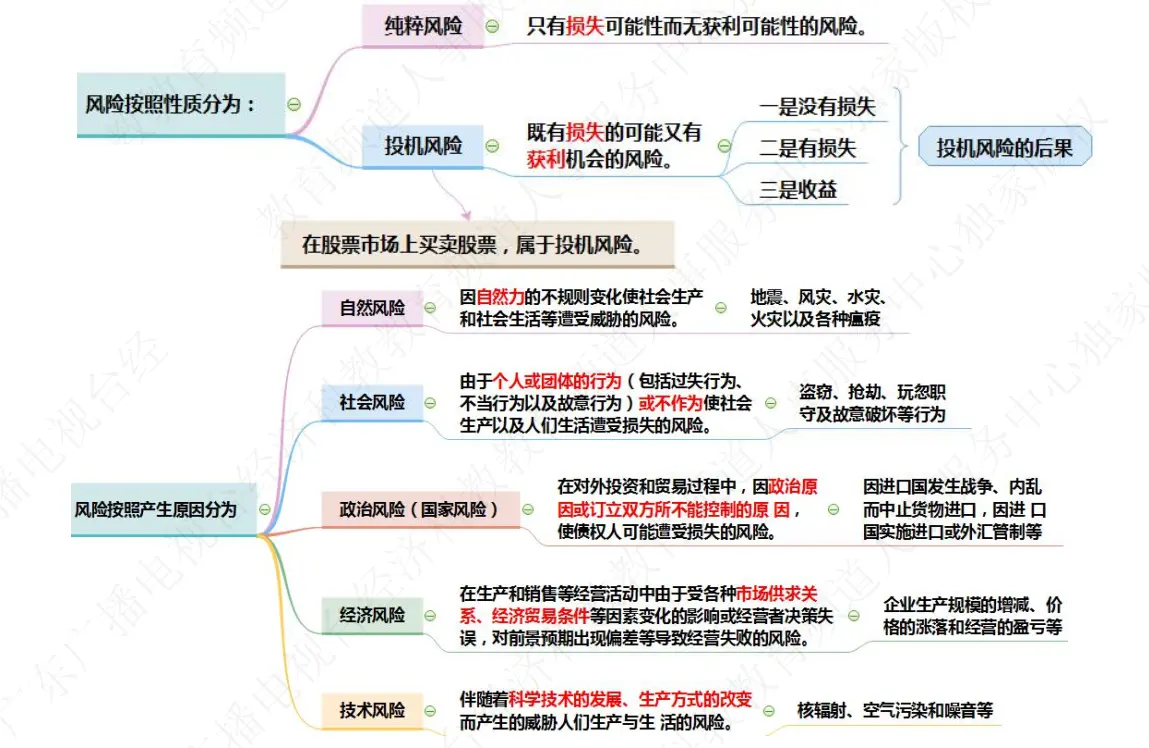 纯粹风险
只有损失可能性而无获利可能性的风险。
风险按照性质分为：
投机风险
既有损失的可能又有
获利机会的风险。
一是没有损失
二是有损失
三是收益
投机风险的后果
在股票市场上买卖股票，属于投机风险。
自然风险
因自然力的不规则变化使社会生产
和社会生活等遭受威胁的风险。
地震、风灾、水灾、
火灾以及各种瘟疫
社会风险
由于个人或团体的行为（包括过失行为、
不当行为以及故意行为）或不作为使社会
生产以及人们生活遭受损失的风险。
盗窃、抢劫、玩忽职
守及故意破坏等行为
风险按照产生原因分为
政治风险（国家风险）
在对外投资和贸易过程中，因政治原
因或订立双方所不能控制的原 因，
使债权人可能遭受损失的风险。
因进口国发生战争、内乱
而中止货物进口，因进 口
国实施进口或外汇管制等
经济风险
在生产和销售等经营活动中由于受各种市场供求关
系、经济贸易条件等因素变化的影响或经营者决策失
误，对前景预期出现偏差等导致经营失败的风险。
企业生产规模的增减、价
格的涨落和经营的盈亏等
技术风险
伴随着科学技术的发展、生产方式的改变
而产生的威胁人们生产与生 活的风险。
核辐射、空气污染和噪音等